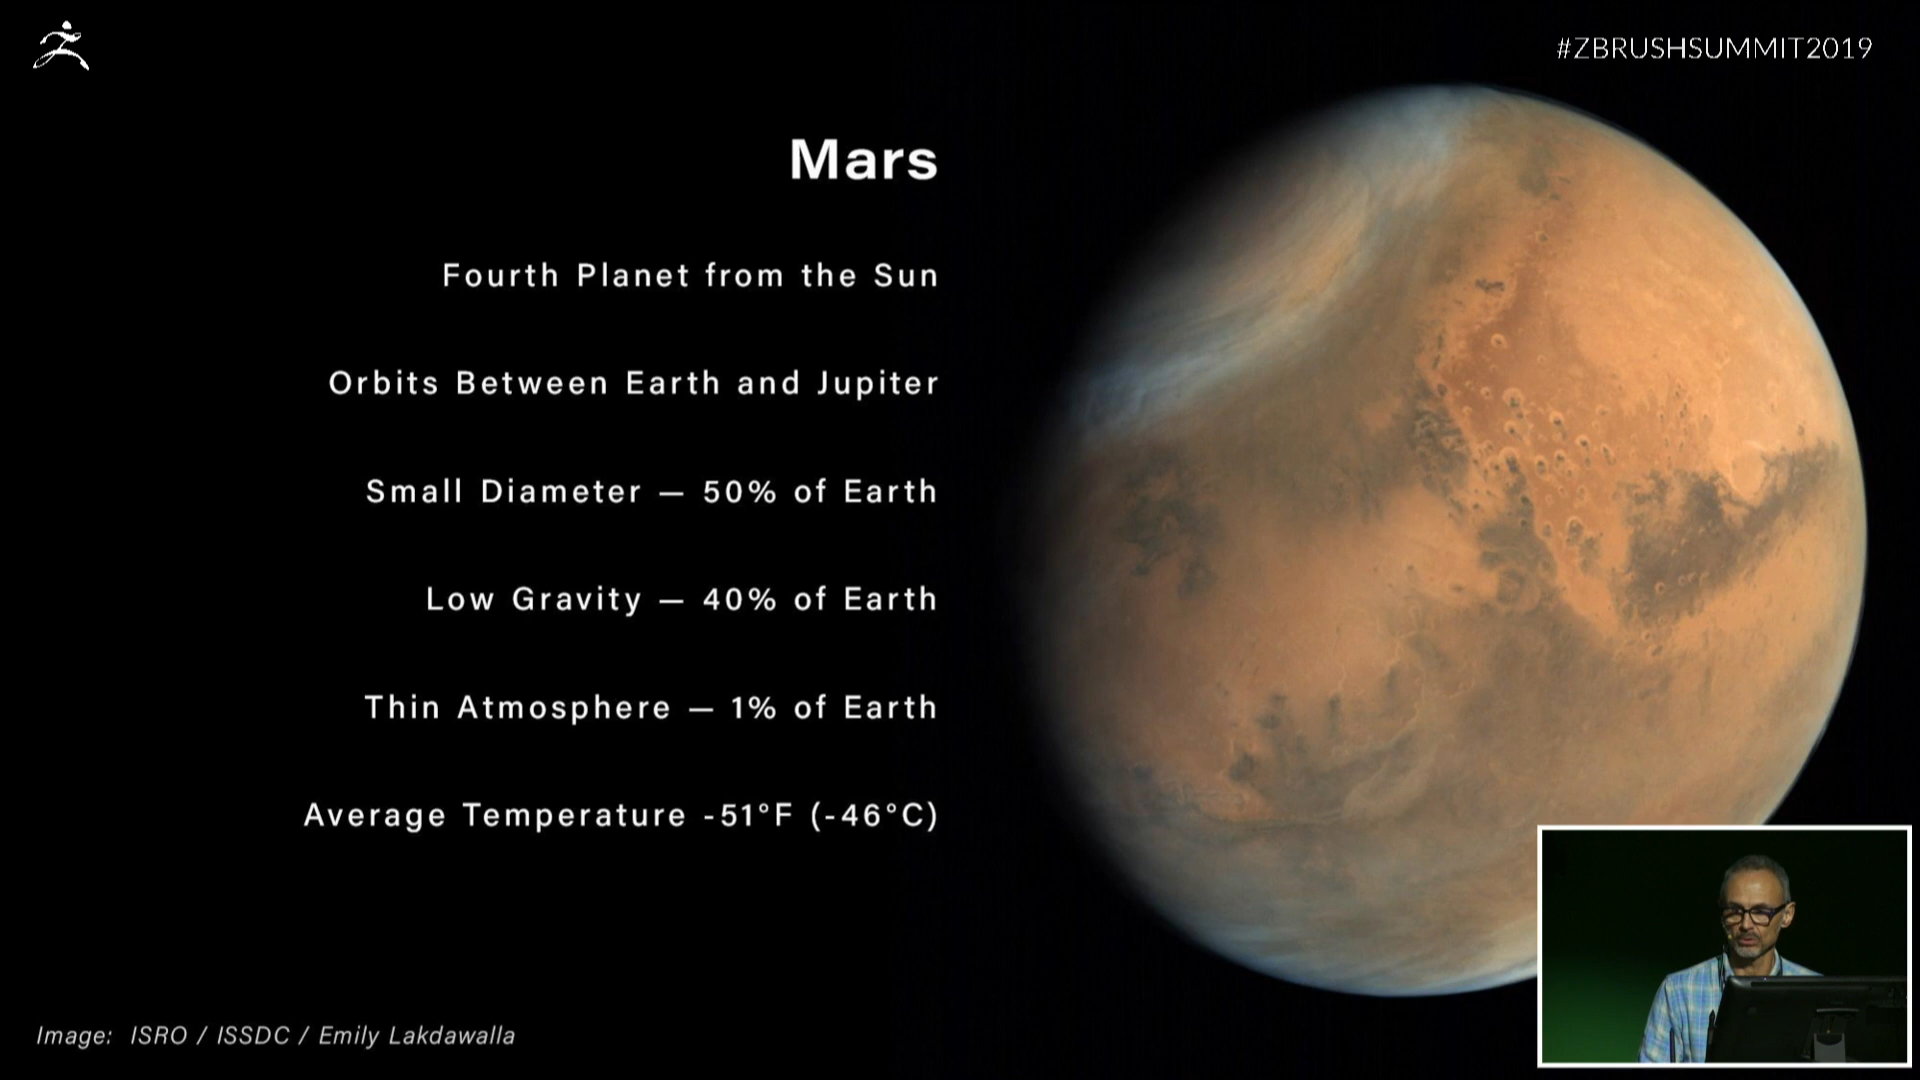 #ZBRUSHSUMMIT2019
Mars
Fourth Planet from the Sun
Orbits Between Earth and Jupiter
Small Diameter — 50% of Earth
Low Gravity — 40% of Earth
Thin Atmosphere — 1% of Earth
Average Temperature -51°F (-46°C)
Image: ISRO / ISSDC / Emily Lakdawalla